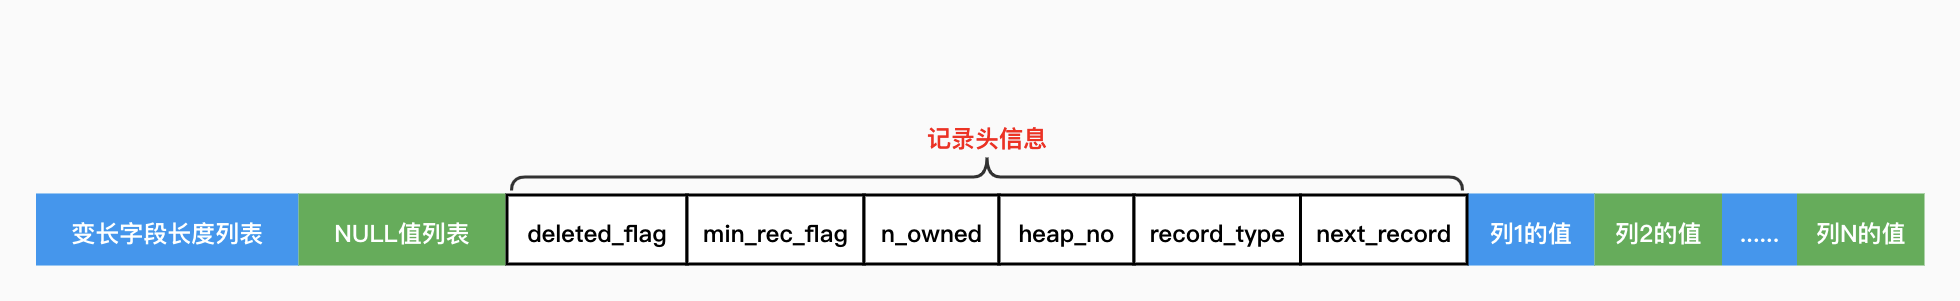 记录头信息
变长字段长度列表 NULL值列表 deleted_flag min_rec_flag n_owned heap_no record_type next_record 列1的值 列2的值 ...... 列N的值